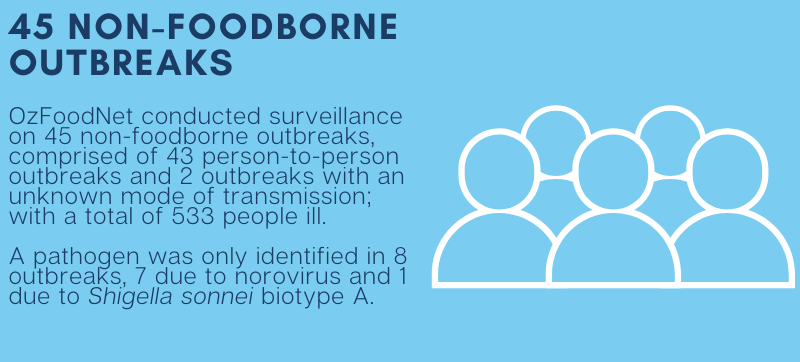 45 NON-FOODBORNE
OUTBREAKS
OzFoodNet conducted surveillance
on 45 non-foodborne outbreaks,
comprised of 43 person-to-person
outbreaks and 2 outbreaks with an
unknown mode of transmission;
with a total of 533 people ill.
A pathogen was only identified in 8
outbreaks, 7 due to norovirus and 1
due to Shigella sonnei biotype A.